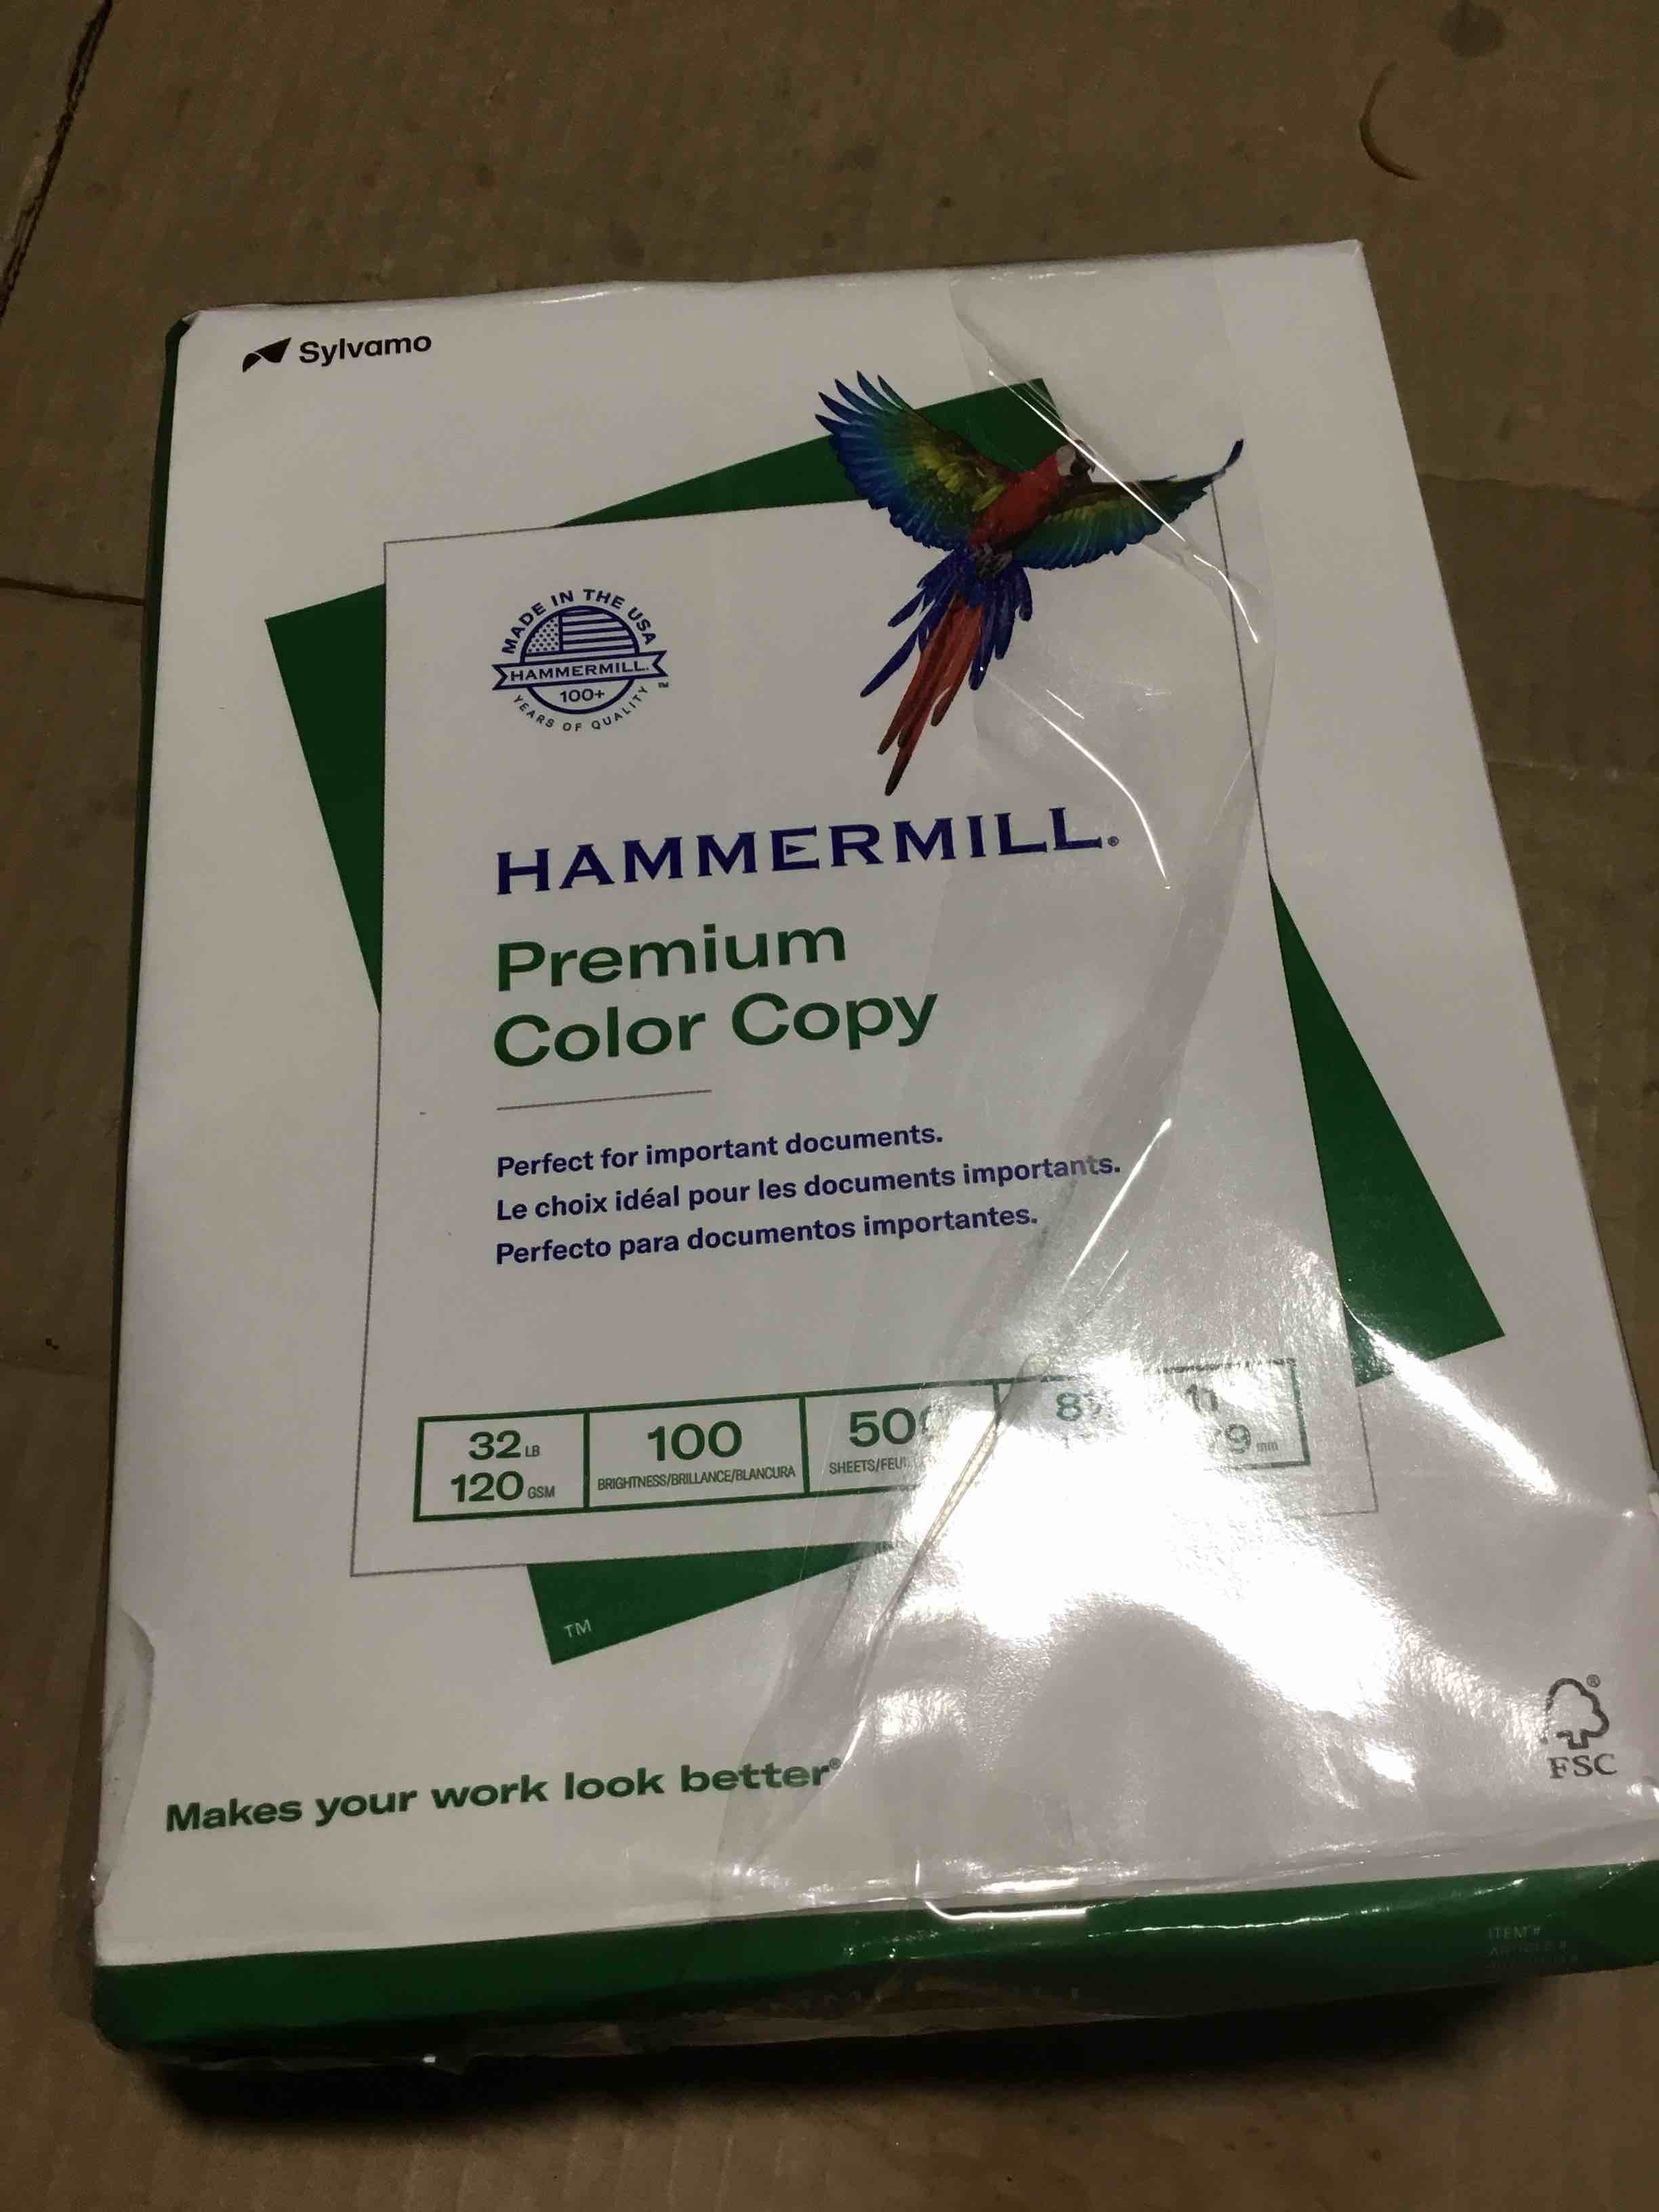 Sylvamo
MADE IN THE USA
HAMMERMILL.
100+
YEARS OF QUALITY
™
HAMMERMILL®
Premium
Color Copy
Perfect for important documents.
Le choix idéal pour les documents importants.
Perfecto para documentos importantes.
32 LB
120 GSM
100
BRIGHTNESS/BRILLANCE/BLANCURA
TM
Makes your work look better®
®
FSC
ITEM #